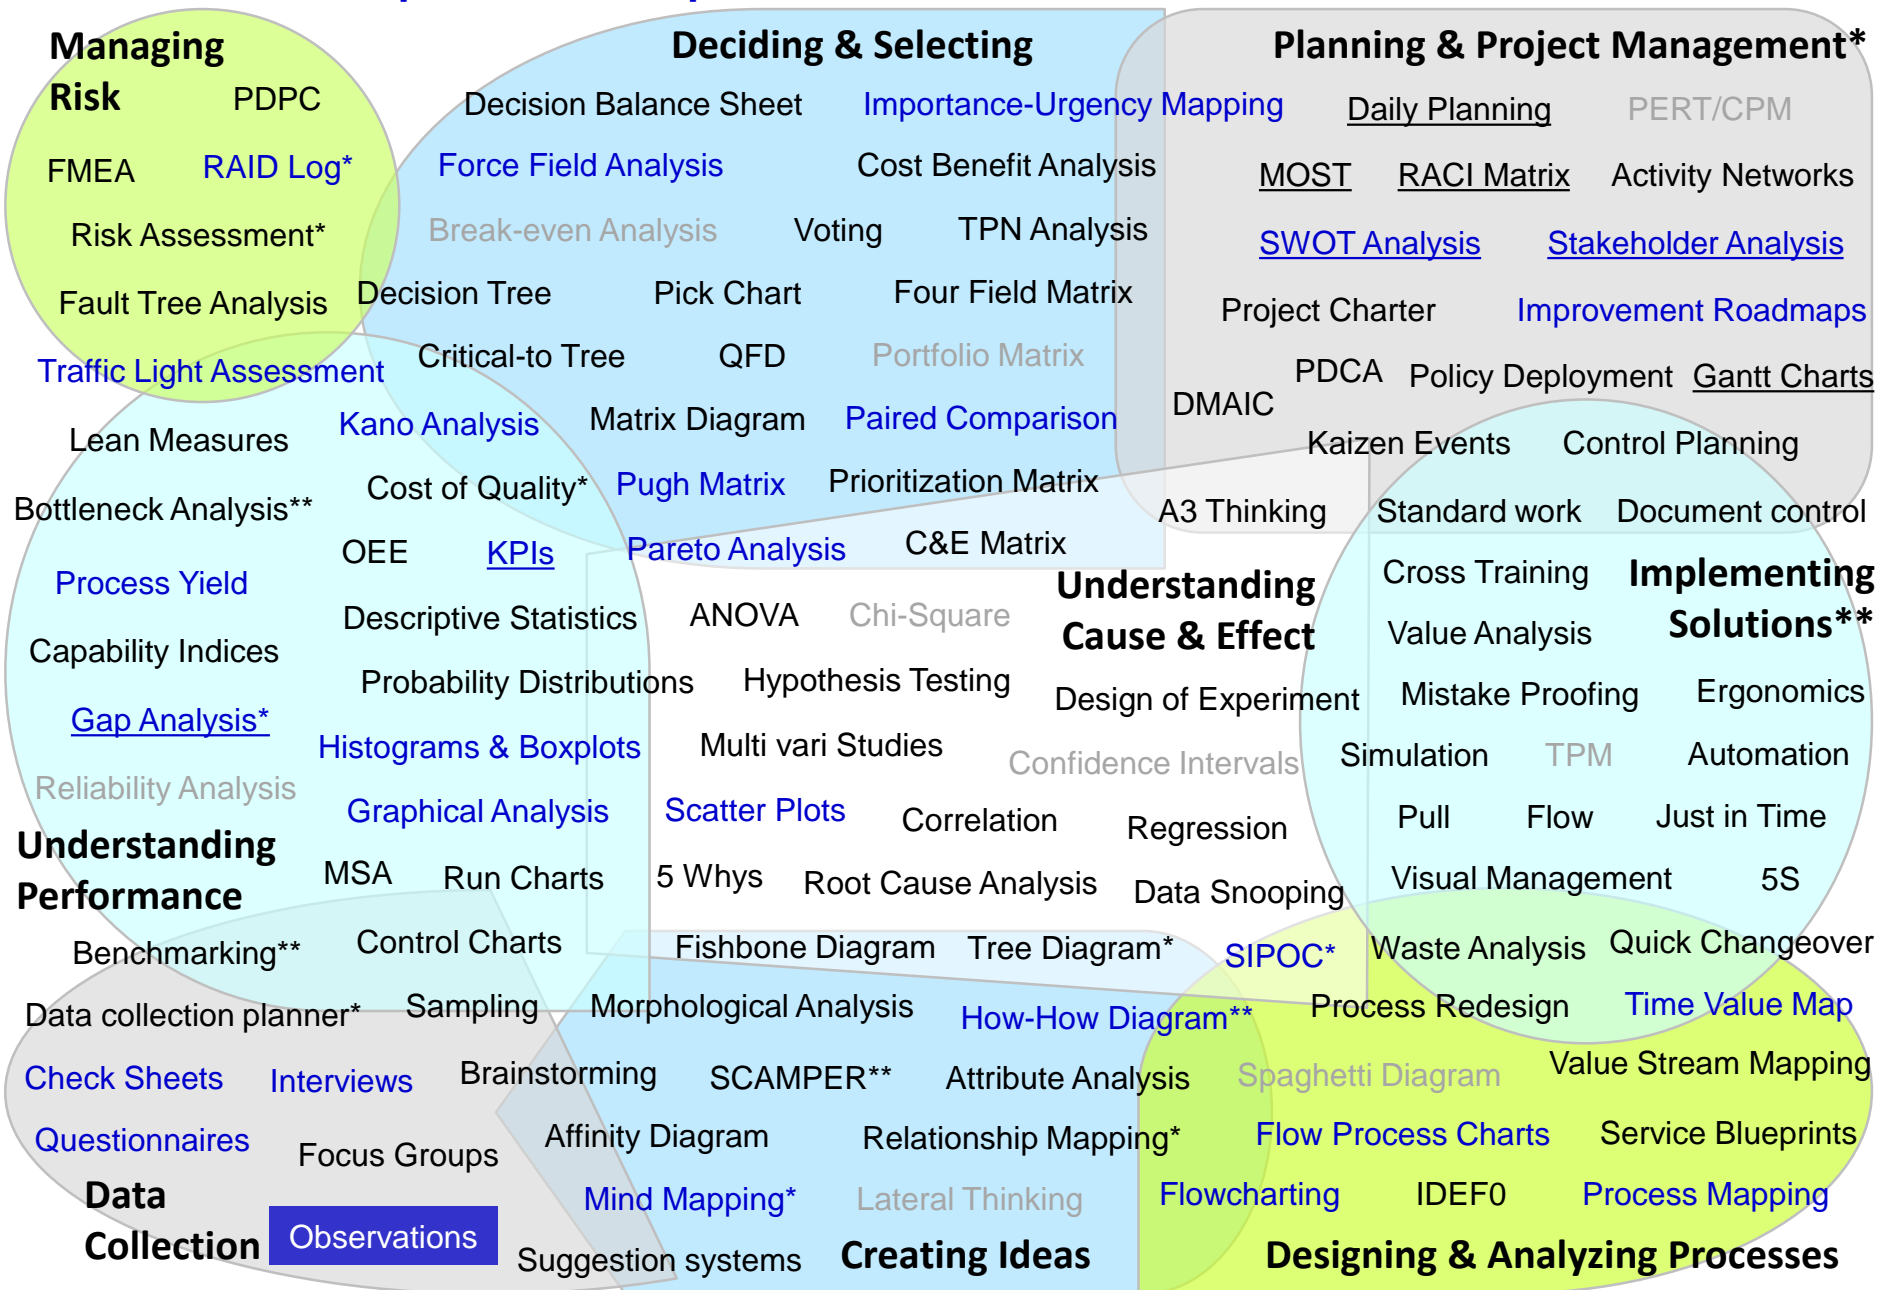 Managing
Risk
PDPC
FMEA
RAID Log*
Risk Assessment*
Fault Tree Analysis
Traffic Light Assessment
Deciding & Selecting
Decision Balance Sheet
Importance-Urgency Mapping
Force Field Analysis
Cost Benefit Analysis
Break-even Analysis
Voting
TPN Analysis
Decision Tree
Pick Chart
Four Field Matrix
Critical-to Tree
QFD
Portfolio Matrix
Kano Analysis
Matrix Diagram
Paired Comparison
Cost of Quality*
Pugh Matrix
Prioritization Matrix
Pareto Analysis
C&E Matrix
Planning & Project Management*
Daily Planning
PERT/CPM
MOST
RACI Matrix
Activity Networks
SWOT Analysis
Stakeholder Analysis
Project Charter
Improvement Roadmaps
PDCA
Policy Deployment
Gantt Charts
DMAIC
Kaizen Events
Control Planning
A3 Thinking
Standard work
Document control
Lean Measures
Bottleneck Analysis**
OEE
KPIs
Process Yield
Descriptive Statistics
Capability Indices
Probability Distributions
Gap Analysis*
Histograms & Boxplots
Reliability Analysis
Graphical Analysis
Understanding
Performance
MSA
Run Charts
Benchmarking**
Control Charts
Understanding
Cause & Effect
ANOVA
Chi-Square
Hypothesis Testing
Design of Experiment
Multi vari Studies
Confidence Intervals
Scatter Plots
Correlation
Regression
5 Whys
Root Cause Analysis
Data Snooping
Fishbone Diagram
Tree Diagram*
SIPOC*
Cross Training
Implementing
Solutions**
Value Analysis
Mistake Proofing
Ergonomics
Simulation
TPM
Automation
Pull
Flow
Just in Time
Visual Management
5S
Waste Analysis
Quick Changeover
Data collection planner*
Sampling
Check Sheets
Interviews
Questionnaires
Focus Groups
Data
Collection
Observations
Morphological Analysis
How-How Diagram**
Brainstorming
SCAMPER**
Attribute Analysis
Affinity Diagram
Relationship Mapping*
Mind Mapping*
Lateral Thinking
Suggestion systems
Creating Ideas
Process Redesign
Time Value Map
Spaghetti Diagram
Value Stream Mapping
Flow Process Charts
Service Blueprints
Flowcharting
IDEF0
Process Mapping
Designing & Analyzing Processes